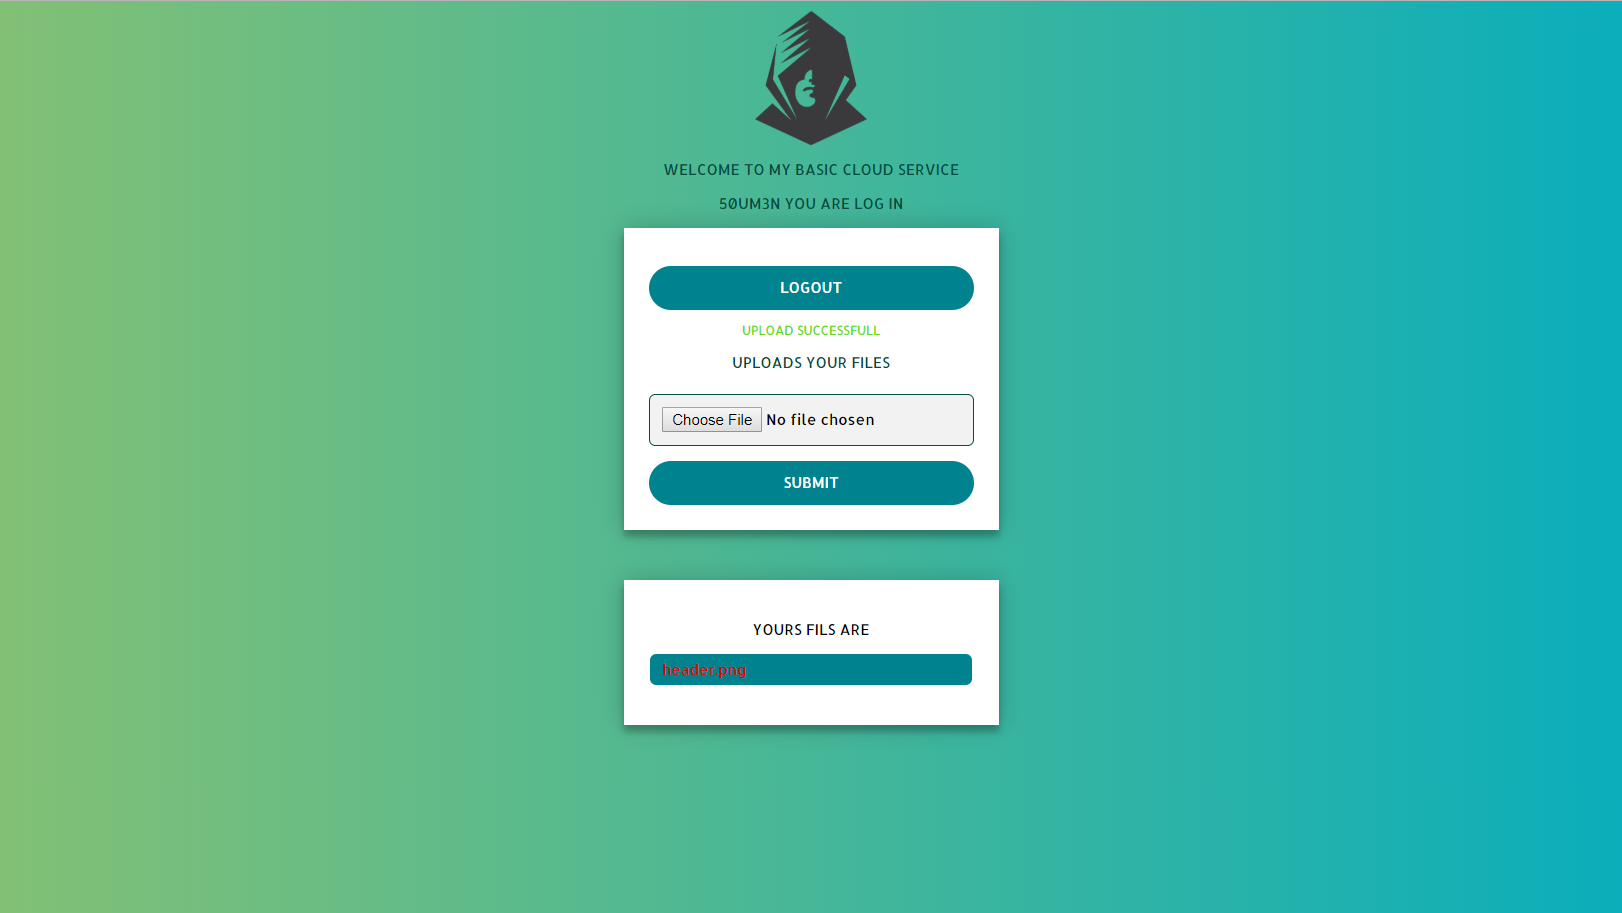 WELCOME TO MY BASIC CLOUD SERVICE
50UM3N YOU ARE LOG IN
LOGOUT
UPLOAD SUCCESSFULL
UPLOADS YOUR FILES
Choose File No file chosen
SUBMIT
YOURS FILS ARE
header.png